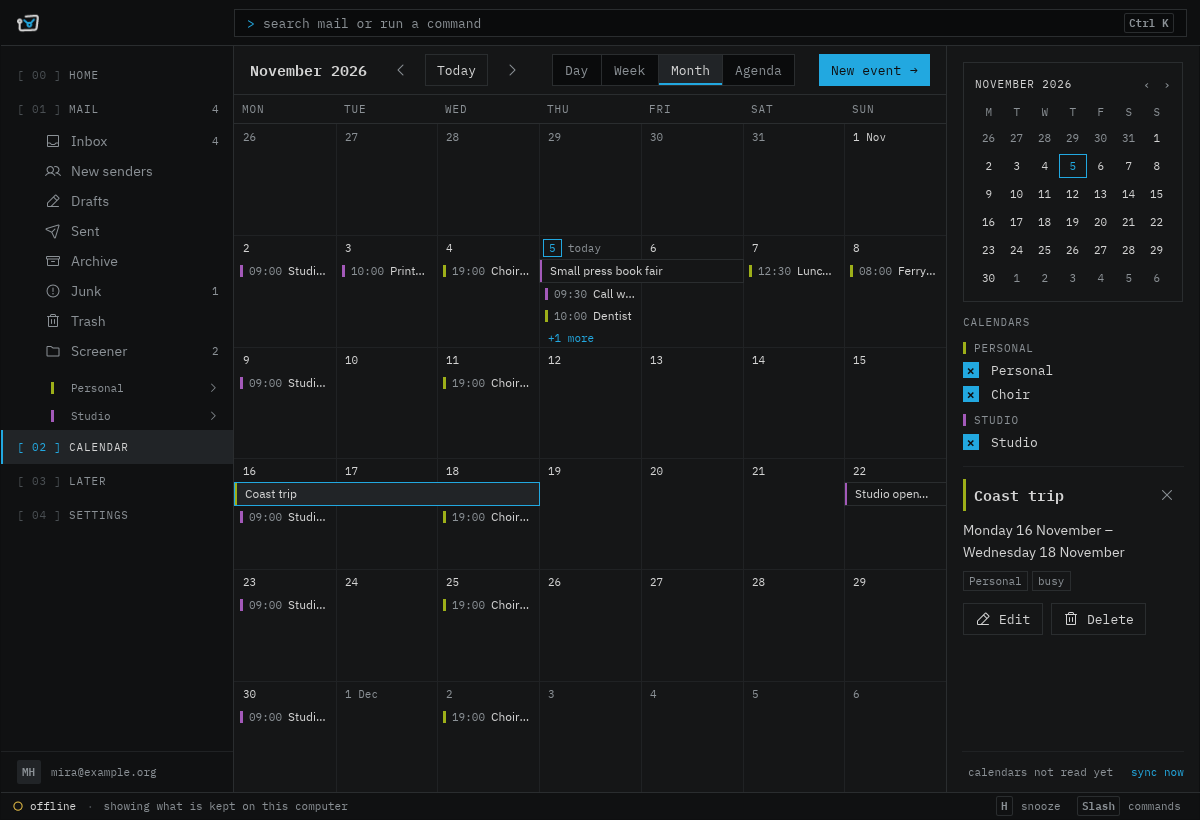 > search mail or run a command Ctrl K
[ 00 ] HOME
[ 01 ] MAIL 4
Inbox 4
New senders
Drafts
Sent
Archive
Junk 1
Trash
Screener 2
Personal
Studio
[ 02 ] CALENDAR
[ 03 ] LATER
[ 04 ] SETTINGS
MH mira@example.org
November 2026 Today Day Week Month Agenda New event →
MON TUE WED THU FRI SAT SUN
26 27 28 29 30 31 1 Nov
2 3 4 5 today 6 7 8
09:00 Studi… 10:00 Print… 19:00 Choir… Small press book fair 12:30 Lunc… 08:00 Ferry…
09:30 Call w…
10:00 Dentist
+1 more
9 10 11 12 13 14 15
09:00 Studi… 19:00 Choir…
16 17 18 19 20 21 22
Coast trip Studio open…
09:00 Studi… 19:00 Choir…
23 24 25 26 27 28 29
09:00 Studi… 19:00 Choir…
30 1 Dec 2 3 4 5 6
09:00 Studi… 19:00 Choir…
NOVEMBER 2026 ‹ ›
M T W T F S S
26 27 28 29 30 31 1
2 3 4 5 6 7 8
9 10 11 12 13 14 15
16 17 18 19 20 21 22
23 24 25 26 27 28 29
30 1 2 3 4 5 6
CALENDARS
PERSONAL
Personal
Choir
STUDIO
Studio
Coast trip
Monday 16 November –
Wednesday 18 November
Personal busy
Edit Delete
calendars not read yet sync now
offline · showing what is kept on this computer H snooze Slash commands